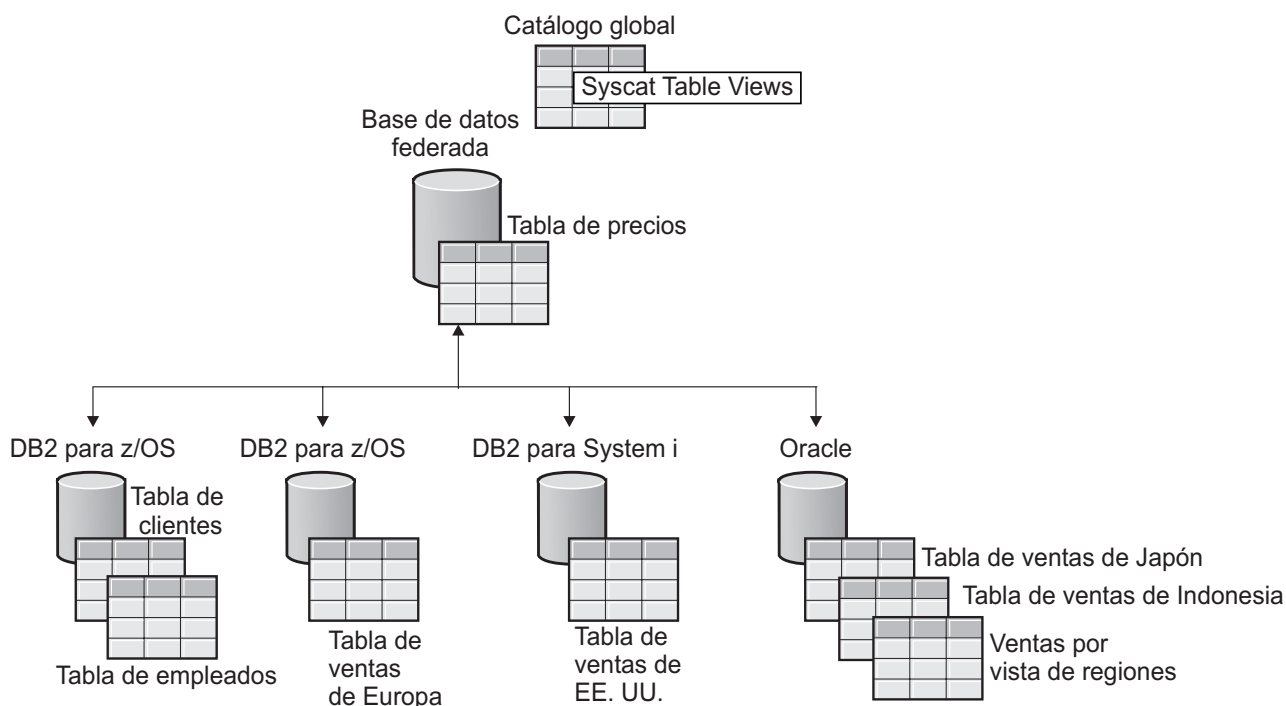 Catálogo global
Syscat Table Views
Base de datos
federada
Tabla de precios
DB2 para z/OS
DB2 para z/OS
DB2 para System i
Oracle
Tabla de
clientes
Tabla de empleados
Tabla de
ventas
de Europa
Tabla de
ventas de
EE. UU.
Tabla de ventas de Japón
Tabla de ventas de Indonesia
Ventas por
vista de regiones